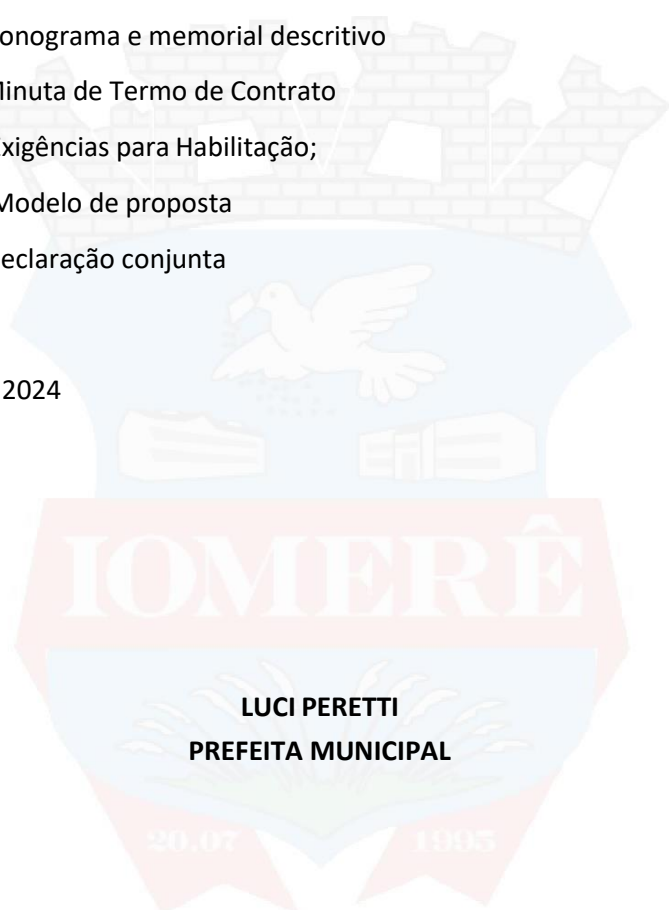 onograma e memorial descritivo
Minuta de Termo de Contrato
xigências para Habilitação;
Modelo de proposta
eclaração conjunta
2024
IOMERÊ
LUCI PERETTI
PREFEITA MUNICIPAL
20.07 1995